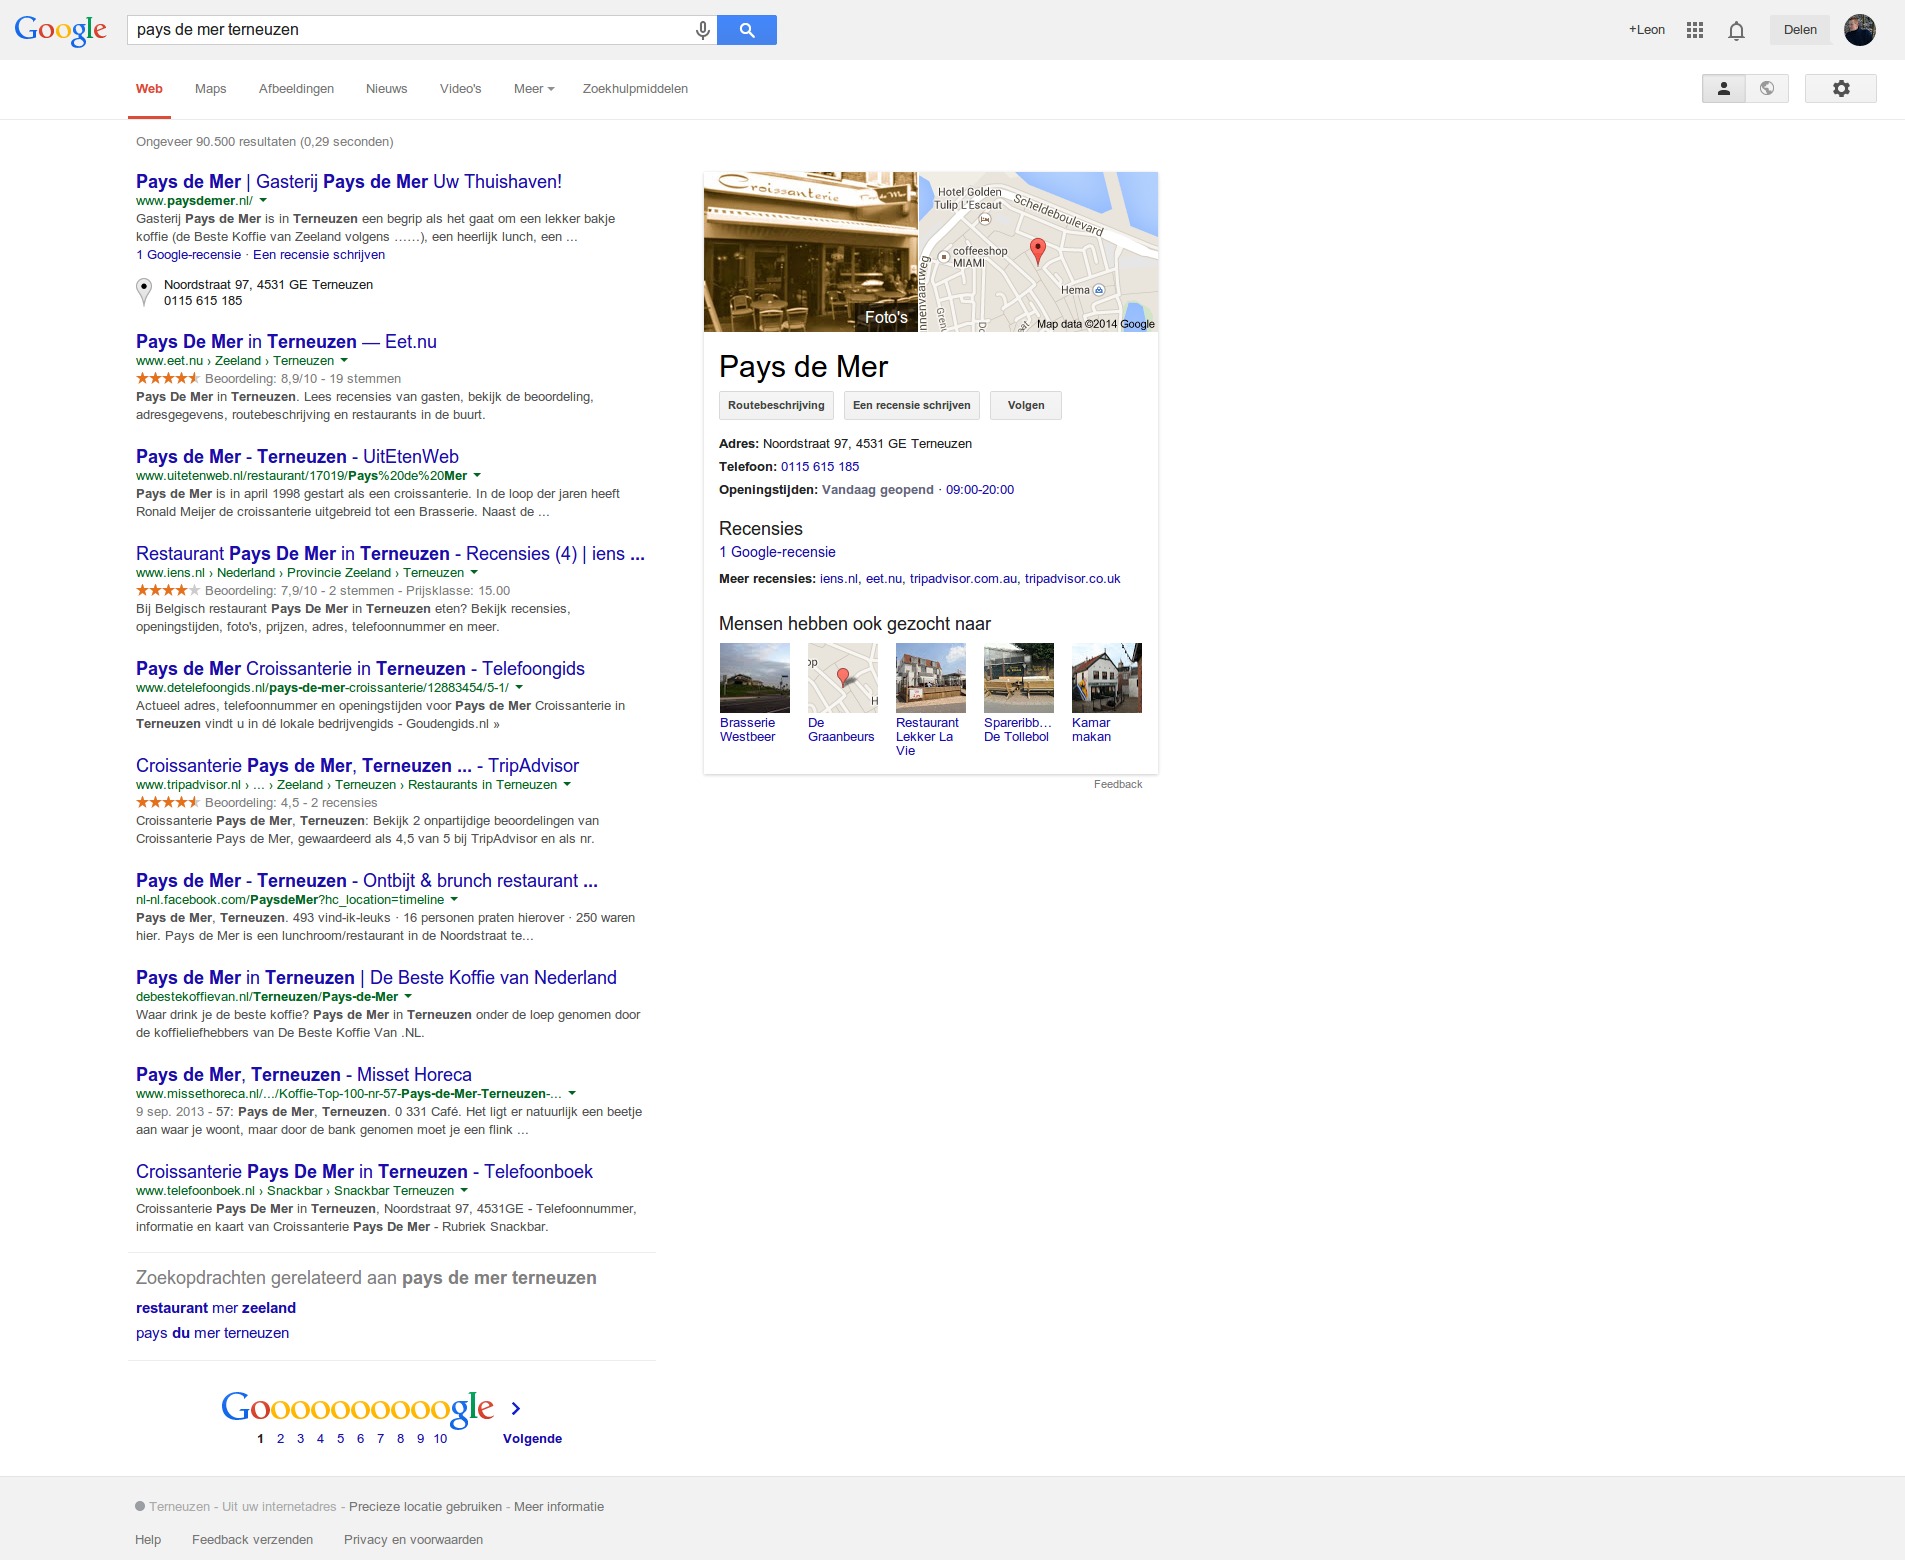 Google
pays de mer terneuzen
+Leon
Delen
Web Maps Afbeeldingen Nieuws Video's Meer Zoekhulpmiddelen
Ongeveer 90.500 resultaten (0,29 seconden)
Pays de Mer | Gasterij Pays de Mer Uw Thuishaven!
www.paysdemer.nl/
Gasterij Pays de Mer is in Terneuzen een begrip als het gaat om een lekker bakje
koffie (de Beste Koffie van Zeeland volgens ……), een heerlijk lunch, een ...
1 Google-recensie · Een recensie schrijven
Noordstraat 97, 4531 GE Terneuzen
0115 615 185
Pays De Mer in Terneuzen — Eet.nu
www.eet.nu › Zeeland › Terneuzen
Beoordeling: 8,9/10 - 19 stemmen
Pays De Mer in Terneuzen. Lees recensies van gasten, bekijk de beoordeling,
adresgegevens, routebeschrijving en restaurants in de buurt.
Pays de Mer - Terneuzen - UitEtenWeb
www.uitetenweb.nl/restaurant/17019/Pays%20de%20Mer
Pays de Mer is in april 1998 gestart als een croissanterie. In de loop der jaren heeft
Ronald Meijer de croissanterie uitgebreid tot een Brasserie. Naast de ...
Restaurant Pays De Mer in Terneuzen - Recensies (4) | iens ...
www.iens.nl › Nederland › Provincie Zeeland › Terneuzen
Beoordeling: 7,9/10 - 2 stemmen - Prijsklasse: 15.00
Bij Belgisch restaurant Pays De Mer in Terneuzen eten? Bekijk recensies,
openingstijden, foto's, prijzen, adres, telefoonnummer en meer.
Pays de Mer Croissanterie in Terneuzen - Telefoongids
www.detelefoongids.nl/pays-de-mer-croissanterie/12883454/5-1/
Actueel adres, telefoonnummer en openingstijden voor Pays de Mer Croissanterie in
Terneuzen vindt u in dé lokale bedrijvengids - Goudengids.nl »
Croissanterie Pays de Mer, Terneuzen ... - TripAdvisor
www.tripadvisor.nl › ... › Zeeland › Terneuzen › Restaurants in Terneuzen
Beoordeling: 4,5 - 2 recensies
Croissanterie Pays de Mer, Terneuzen: Bekijk 2 onpartijdige beoordelingen van
Croissanterie Pays de Mer, gewaardeerd als 4,5 van 5 bij TripAdvisor en als nr.
Pays de Mer - Terneuzen - Ontbijt & brunch restaurant ...
nl-nl.facebook.com/PaysdeMer?hc_location=timeline
Pays de Mer, Terneuzen. 493 vind-ik-leuks · 16 personen praten hierover · 250 waren
hier. Pays de Mer is een lunchroom/restaurant in de Noordstraat te...
Pays de Mer in Terneuzen | De Beste Koffie van Nederland
debestekoffievan.nl/Terneuzen/Pays-de-Mer
Waar drink je de beste koffie? Pays de Mer in Terneuzen onder de loep genomen door
de koffieliefhebbers van De Beste Koffie Van .NL.
Pays de Mer, Terneuzen - Misset Horeca
www.missethoreca.nl/.../Koffie-Top-100-nr-57-Pays-de-Mer-Terneuzen-...
9 sep. 2013 - 57: Pays de Mer, Terneuzen. 0 331 Café. Het ligt er natuurlijk een beetje
aan waar je woont, maar door de bank genomen moet je een flink ...
Croissanterie Pays De Mer in Terneuzen - Telefoonboek
www.telefoonboek.nl › Snackbar › Snackbar Terneuzen
Croissanterie Pays De Mer in Terneuzen, Noordstraat 97, 4531GE - Telefoonnummer,
informatie en kaart van Croissanterie Pays De Mer - Rubriek Snackbar.
Zoekopdrachten gerelateerd aan pays de mer terneuzen
restaurant mer zeeland
pays du mer terneuzen
Croissanterie Pays de Mer
Foto's
Hotel Golden
Tulip L'Escaut
Scheldeboulevard
coffeeshop
MIAMI
nnenvaartweg
Hema
Map data ©2014 Google
Pays de Mer
Routebeschrijving Een recensie schrijven Volgen
Adres: Noordstraat 97, 4531 GE Terneuzen
Telefoon: 0115 615 185
Openingstijden: Vandaag geopend · 09:00-20:00
Recensies
1 Google-recensie
Meer recensies: iens.nl, eet.nu, tripadvisor.com.au, tripadvisor.co.uk
Mensen hebben ook gezocht naar
Brasserie
Westbeer
De
Graanbeurs
Restaurant
Lekker La
Vie
Spareribb...
De Tollebol
Kamar
makan
Feedback
Goooooooooogle
1 2 3 4 5 6 7 8 9 10 Volgende
Terneuzen - Uit uw internetadres - Precieze locatie gebruiken - Meer informatie
Help Feedback verzenden Privacy en voorwaarden